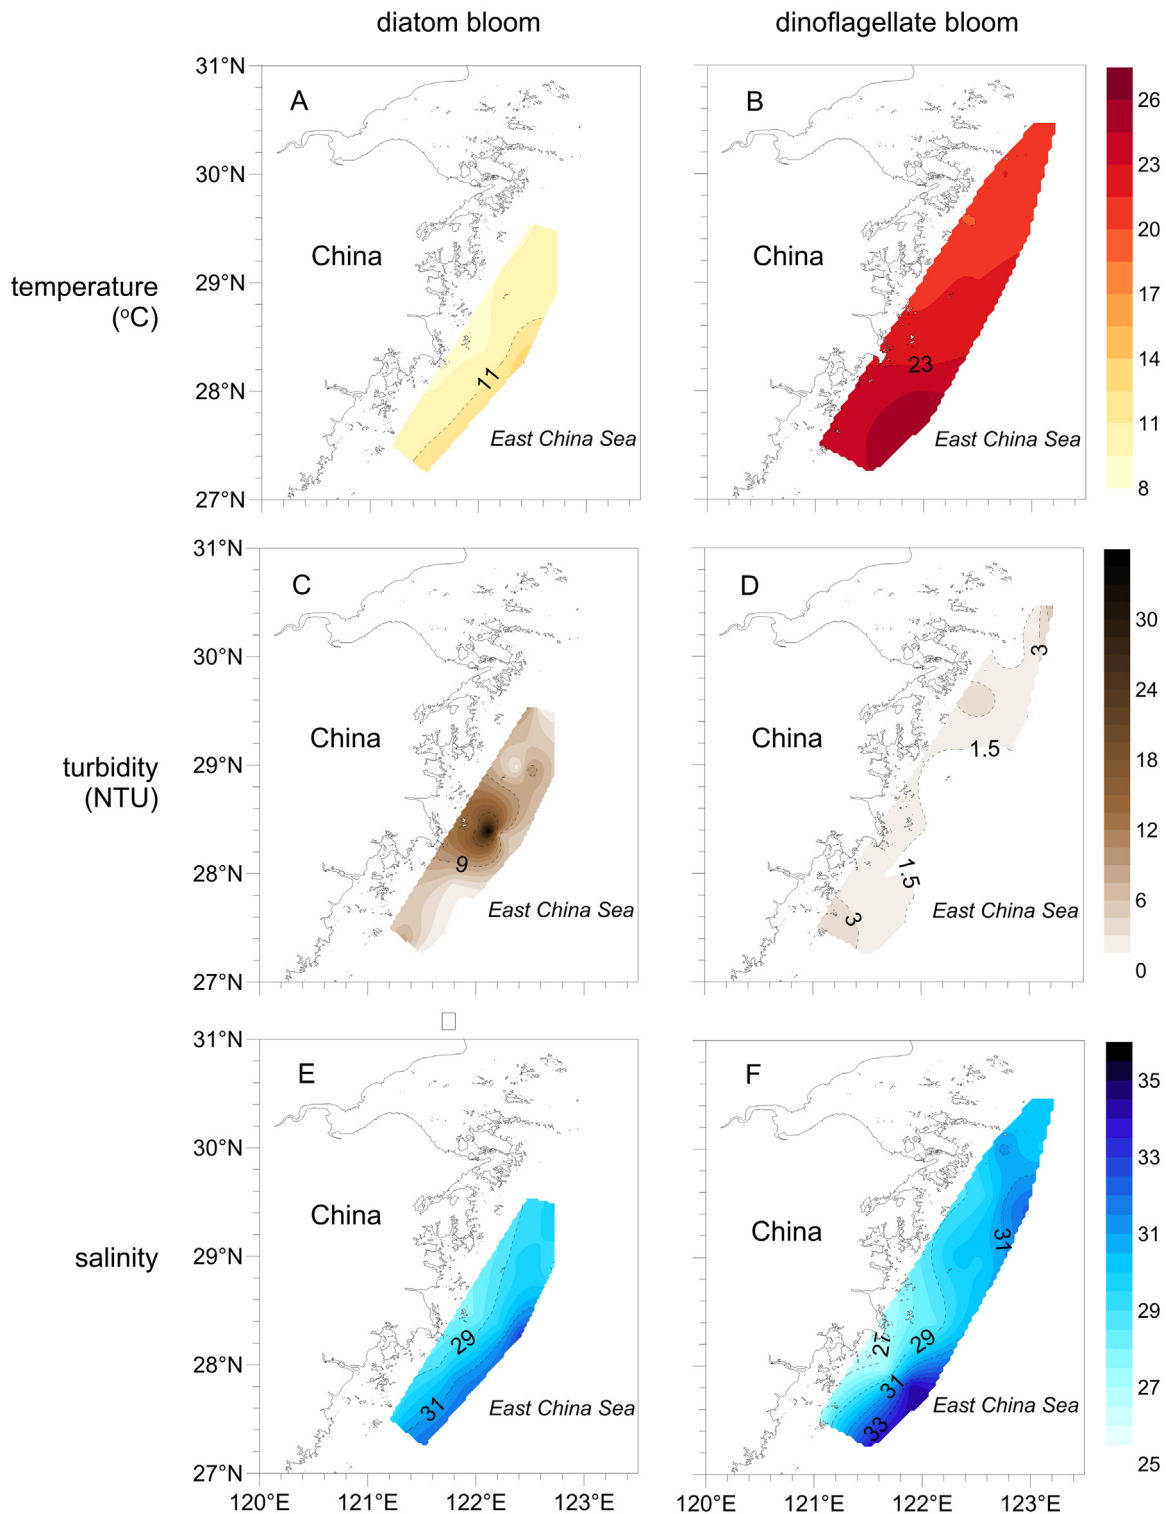 diatom bloom
dinoflagellate bloom
temperature
(°C)
31°N
30°N
29°N
28°N
27°N
A
China
11
East China Sea
B
China
23
East China Sea
26
23
20
17
14
11
8
turbidity
(NTU)
31°N
30°N
29°N
28°N
27°N
C
China
9
East China Sea
D
China
3
1.5
1.5
3
East China Sea
30
24
18
12
6
0
salinity
31°N
30°N
29°N
28°N
27°N
E
China
29
31
East China Sea
120°E
121°E
122°E
123°E
F
China
31
27
29
31
33
East China Sea
120°E
121°E
122°E
123°E
35
33
31
29
27
25